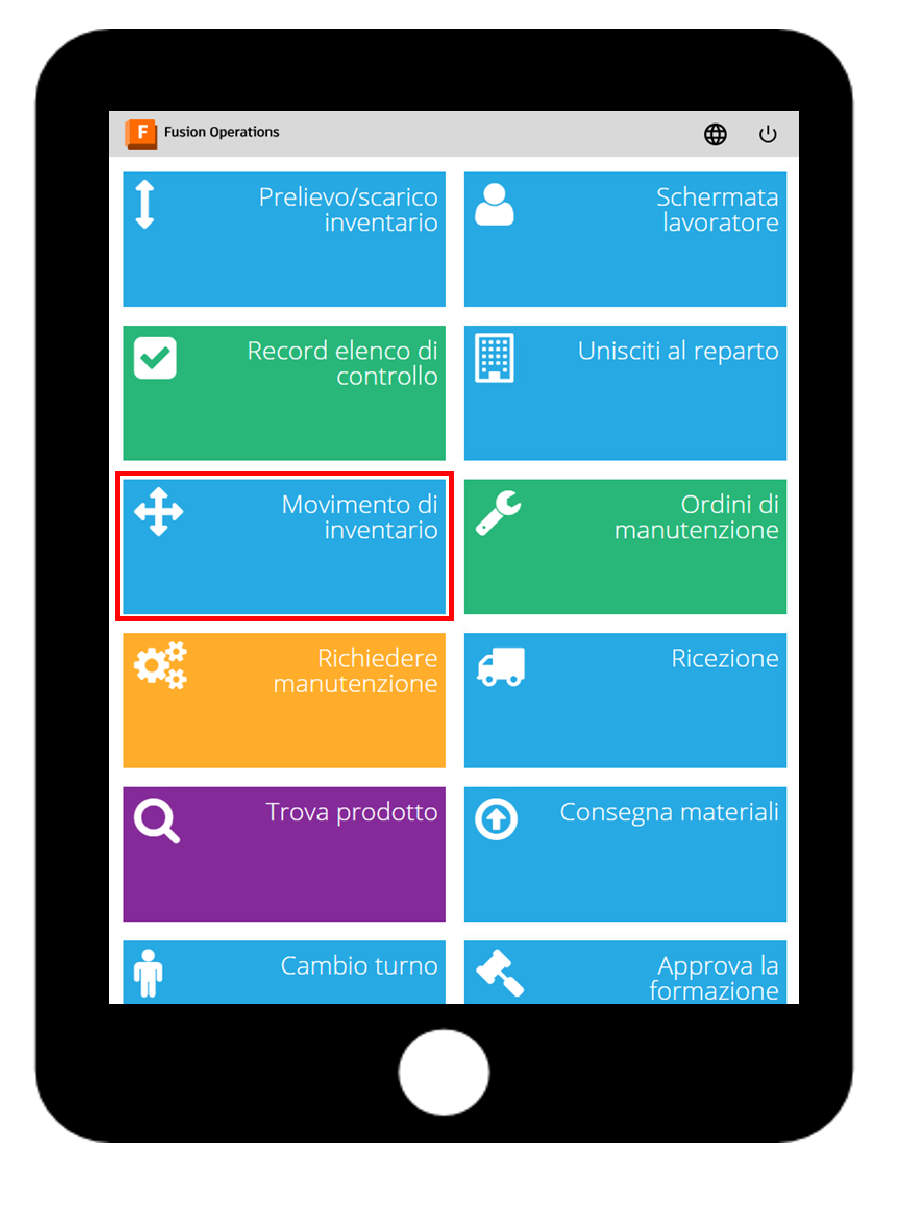 F Fusion Operations
Prelievo/scarico
inventario
Schermata
lavoratore
Record elenco di
controllo
Unisciti al reparto
Movimento di
inventario
Ordini di
manutenzione
Richiedere
manutenzione
Ricezione
Trova prodotto
Consegna materiali
Cambio turno
Approva la
formazione